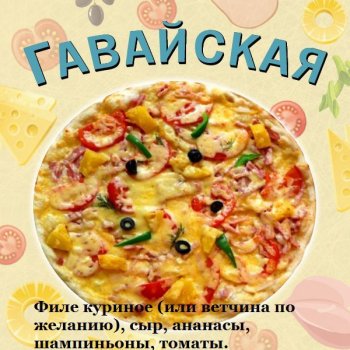 Гавайская
Филе куриное (или ветчина по
желанию), сыр, ананасы,
шампиньоны, томаты.